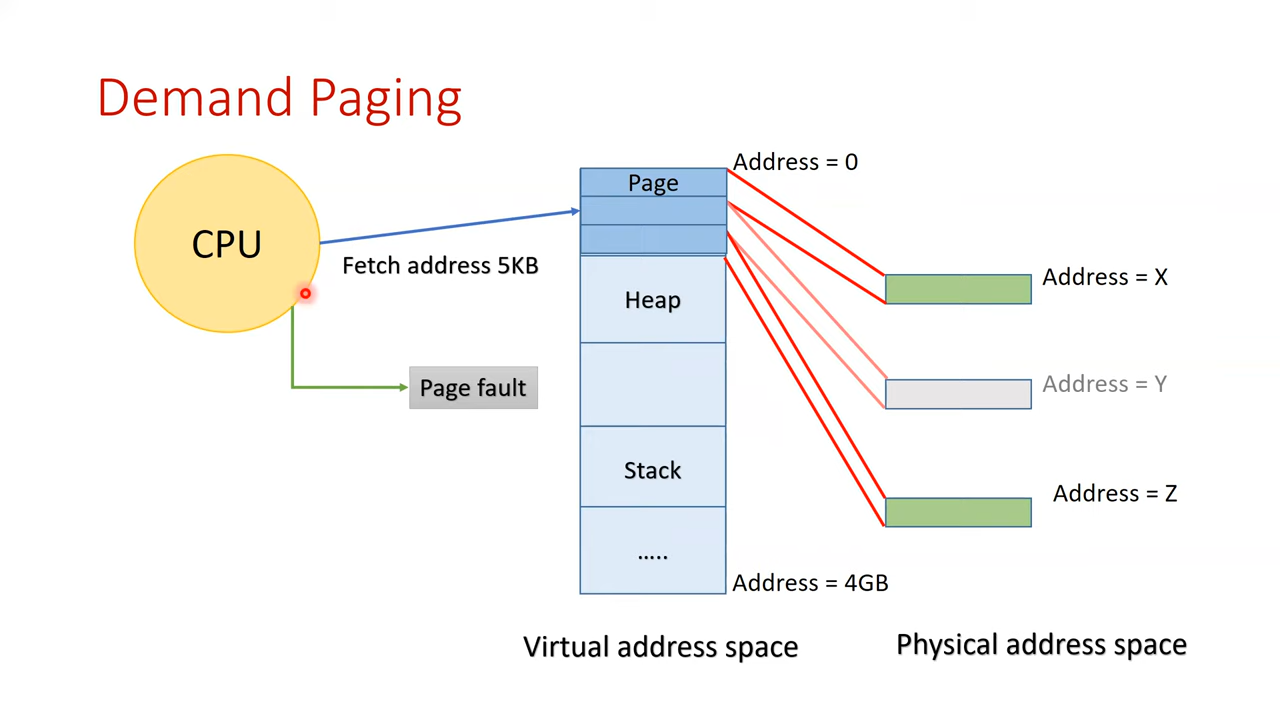 Demand Paging
CPU
Fetch address 5KB
Page fault
Page
Heap
Stack
.....
Address = 0
Address = 4GB
Virtual address space
Address = X
Address = Y
Address = Z
Physical address space